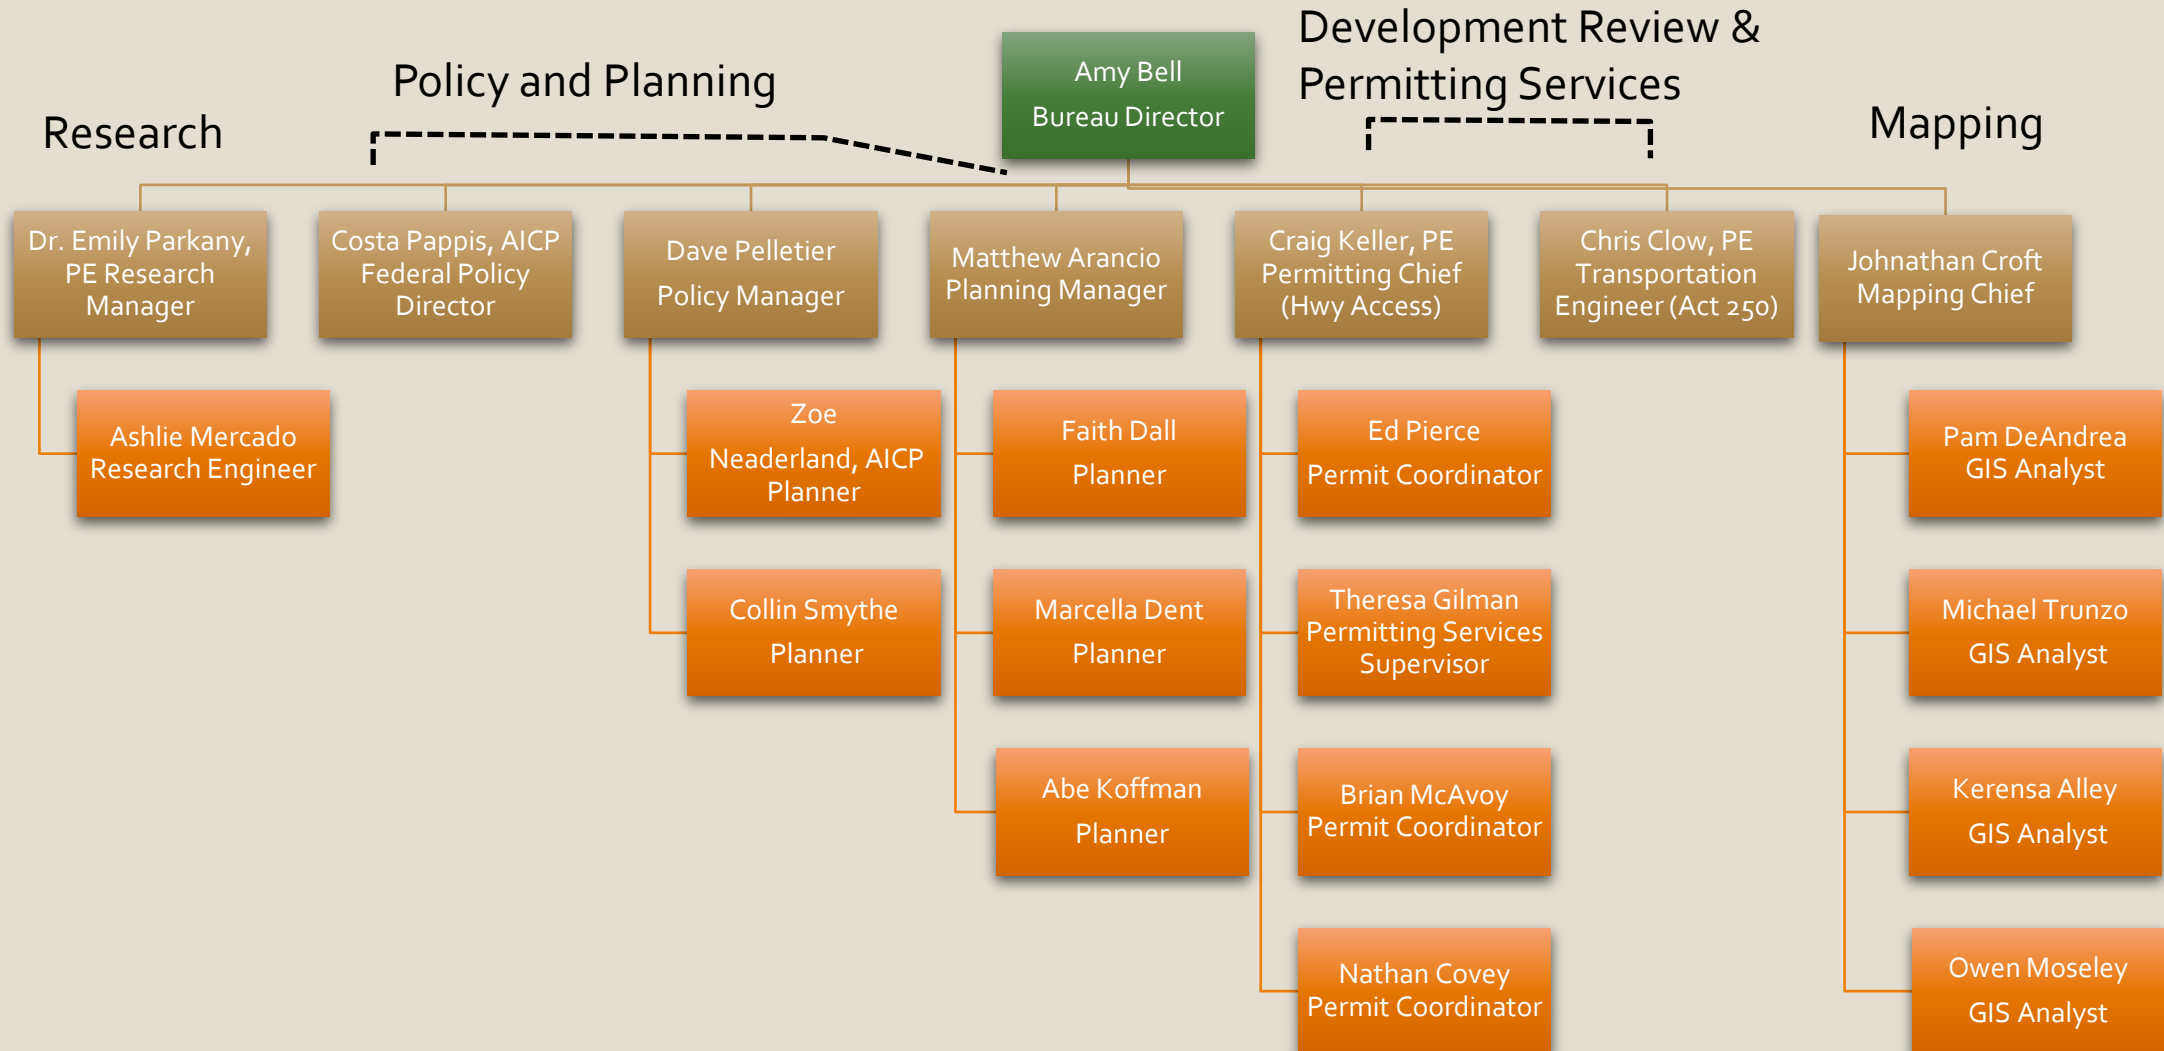 Research
Policy and Planning
Amy Bell
Bureau Director
Development Review &
Permitting Services
Mapping
Dr. Emily Parkany,
PE Research
Manager
Costa Pappis, AICP
Federal Policy
Director
Dave Pelletier
Policy Manager
Matthew Arancio
Planning Manager
Craig Keller, PE
Permitting Chief
(Hwy Access)
Chris Clow, PE
Transportation
Engineer (Act 250)
Johnathan Croft
Mapping Chief
Ashlie Mercado
Research Engineer
Zoe
Neaderland, AICP
Planner
Faith Dall
Planner
Ed Pierce
Permit Coordinator
Pam DeAndrea
GIS Analyst
Collin Smythe
Planner
Marcella Dent
Planner
Theresa Gilman
Permitting Services
Supervisor
Michael Trunzo
GIS Analyst
Abe Koffman
Planner
Brian McAvoy
Permit Coordinator
Kerensa Alley
GIS Analyst
Nathan Covey
Permit Coordinator
Owen Moseley
GIS Analyst